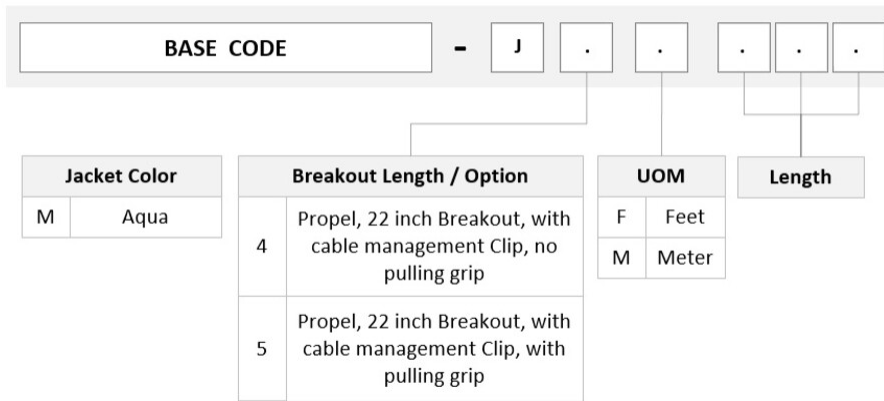 BASE CODE - J . . . . .
Jacket Color
M Aqua
Breakout Length / Option
4 Propel, 22 inch Breakout, with
cable management Clip, no
pulling grip
5 Propel, 22 inch Breakout, with
cable management Clip, with
pulling grip
UOM
F Feet
M Meter
Length